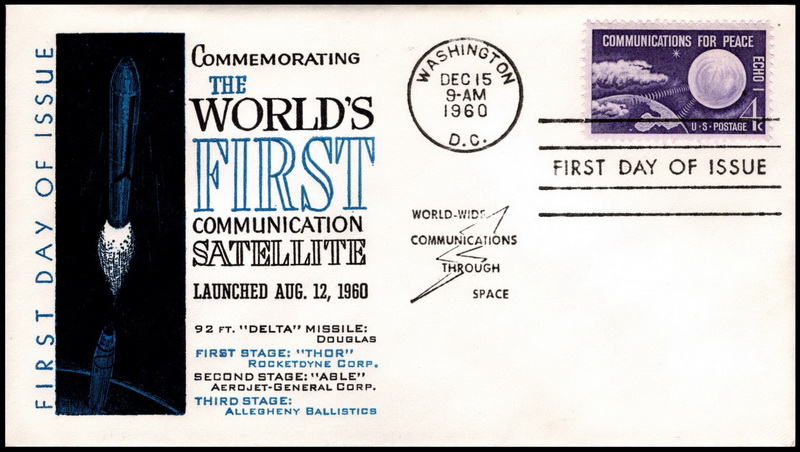 FIRST DAY OF ISSUE
COMMEMORATING
THE
WORLD'S
FIRST
COMMUNICATION
SATELLITE
LAUNCHED AUG. 12, 1960
92 FT. "DELTA" MISSILE:
DOUGLAS
FIRST STAGE: "THOR"
ROCKETDYNE CORP.
SECOND STAGE: "ABLE"
AEROJET-GENERAL CORP.
THIRD STAGE:
ALLEGHENY BALLISTICS
WASHINGTON
DEC 15
9-AM
1960
D.C.
COMMUNICATIONS FOR PEACE
ECHO I
4c
U·S·POSTAGE
FIRST DAY OF ISSUE
WORLD-WIDE
COMMUNICATIONS
THROUGH
SPACE